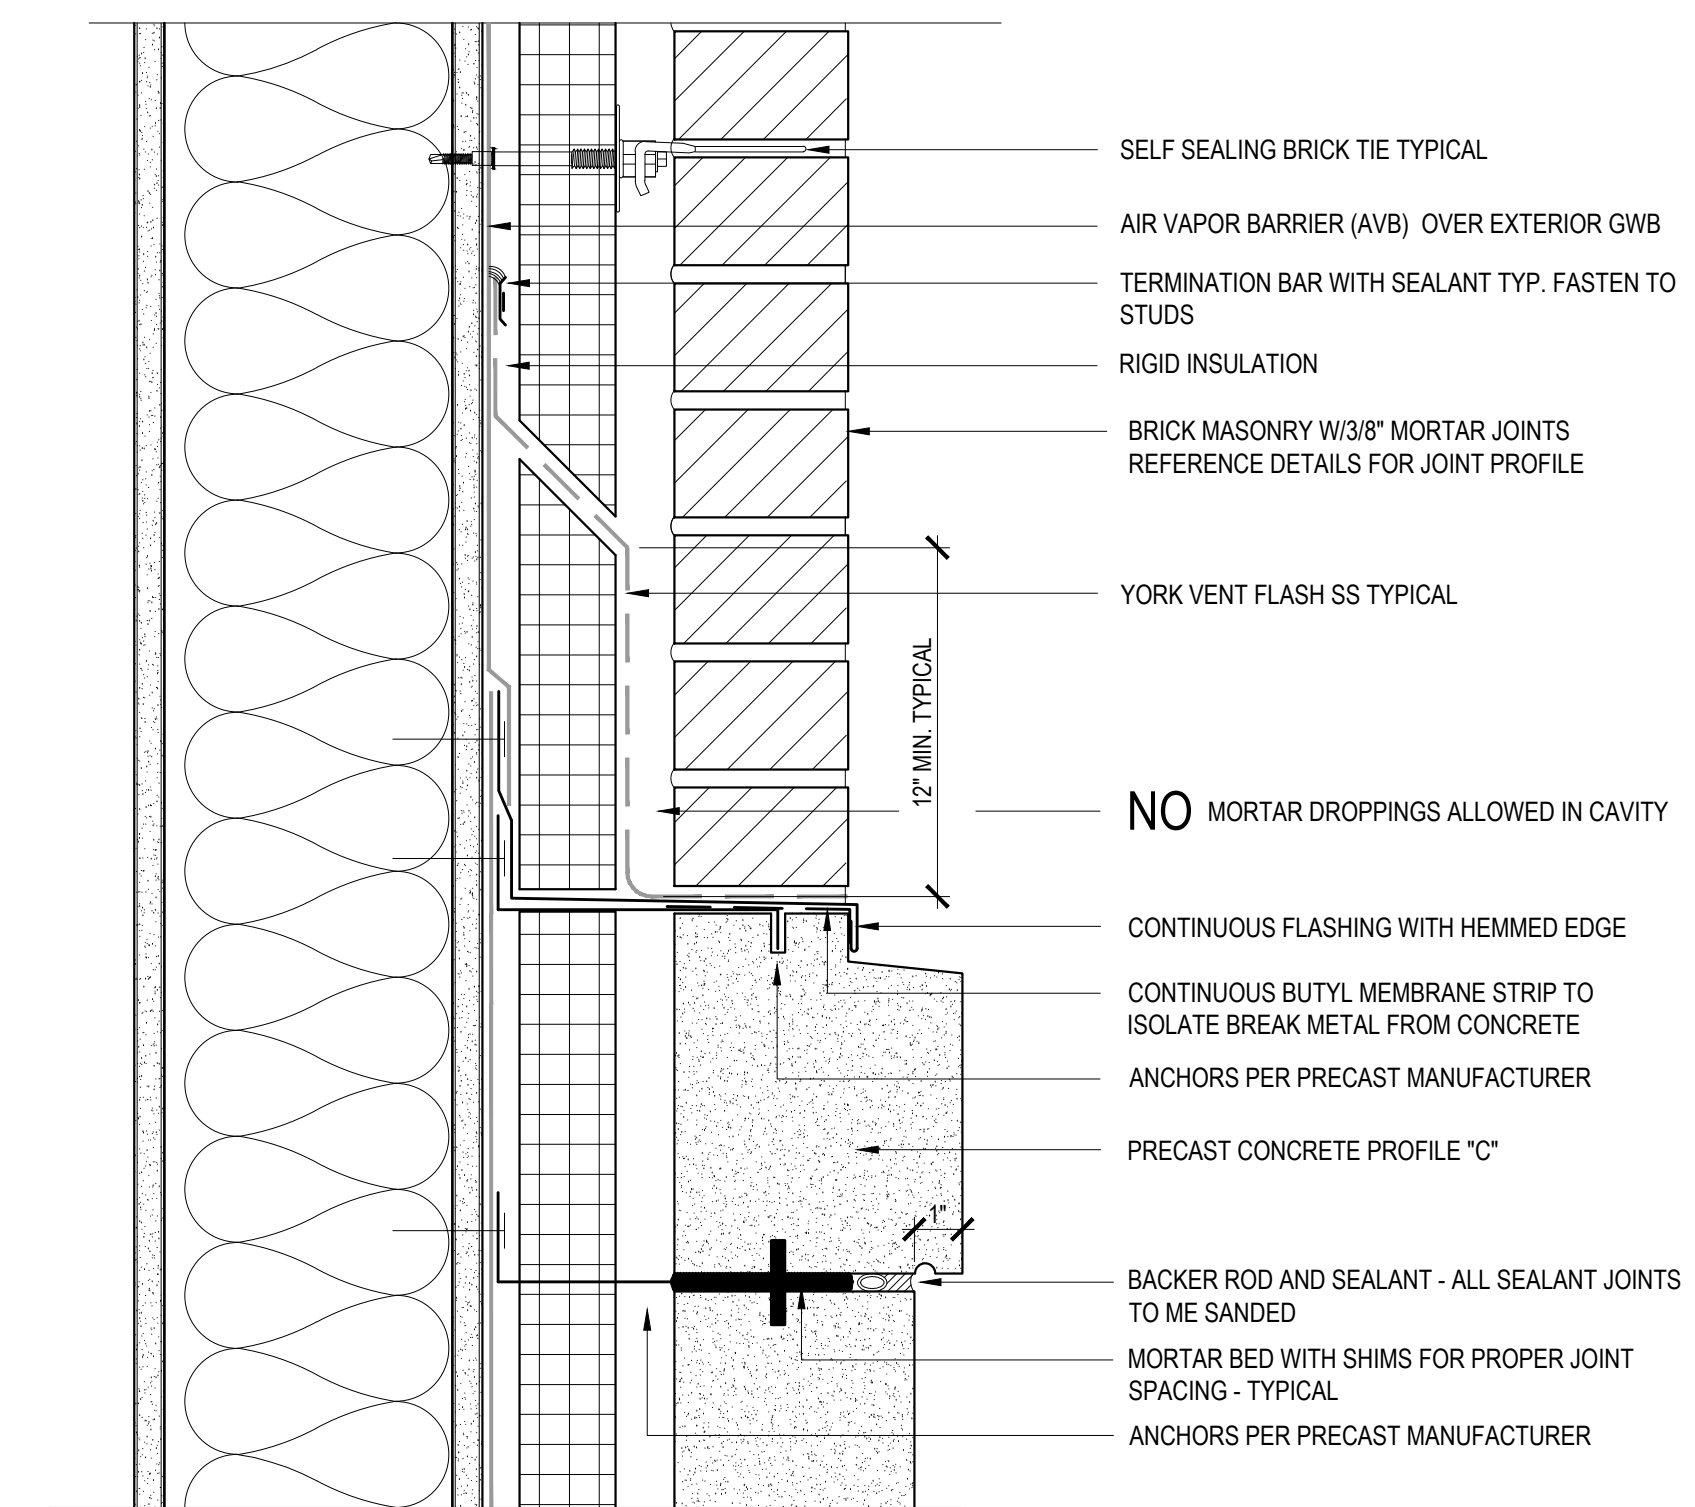 SELF SEALING BRICK TIE TYPICAL
AIR VAPOR BARRIER (AVB) OVER EXTERIOR GWB
TERMINATION BAR WITH SEALANT TYP. FASTEN TO
STUDS
RIGID INSULATION
BRICK MASONRY W/3/8" MORTAR JOINTS
REFERENCE DETAILS FOR JOINT PROFILE
YORK VENT FLASH SS TYPICAL
12" MIN. TYPICAL
NO MORTAR DROPPINGS ALLOWED IN CAVITY
CONTINUOUS FLASHING WITH HEMMED EDGE
CONTINUOUS BUTYL MEMBRANE STRIP TO
ISOLATE BREAK METAL FROM CONCRETE
ANCHORS PER PRECAST MANUFACTURER
PRECAST CONCRETE PROFILE "C"
1"
BACKER ROD AND SEALANT - ALL SEALANT JOINTS
TO ME SANDED
MORTAR BED WITH SHIMS FOR PROPER JOINT
SPACING - TYPICAL
ANCHORS PER PRECAST MANUFACTURER